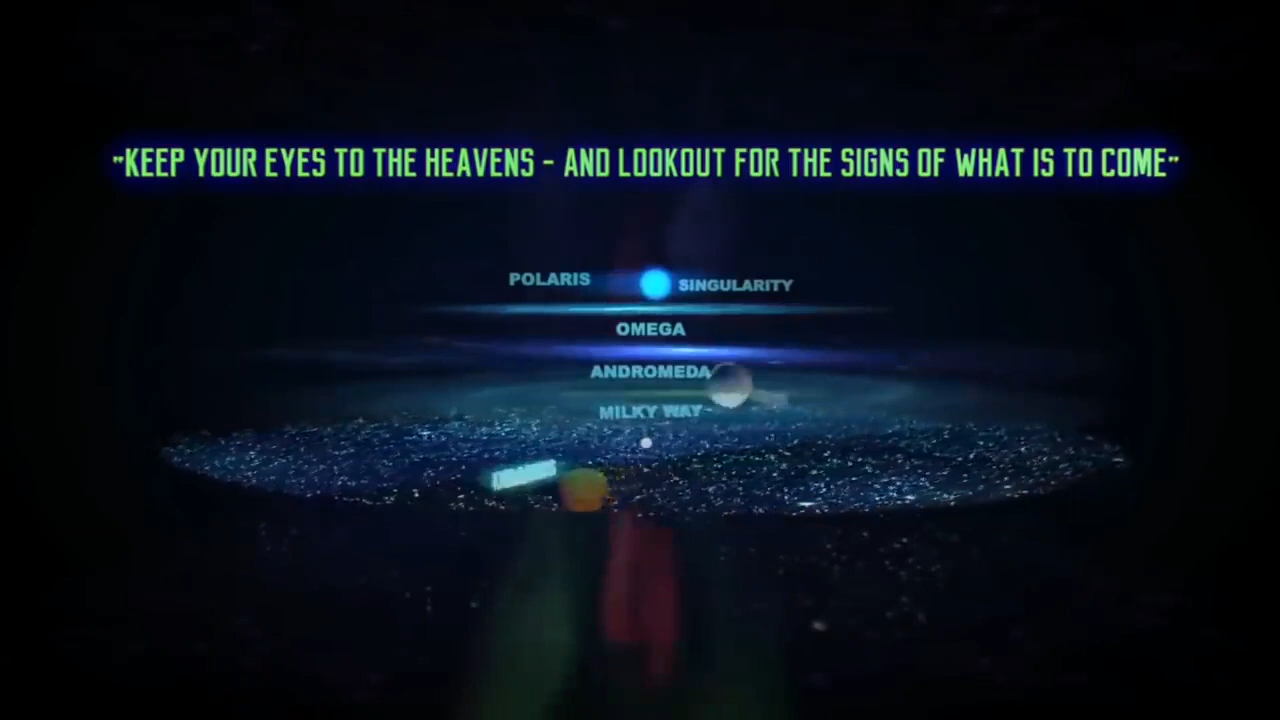 "KEEP YOUR EYES TO THE HEAVENS - AND LOOKOUT FOR THE SIGNS OF WHAT IS TO COME"
POLARIS
SINGULARITY
OMEGA
ANDROMEDA
MILKY WAY